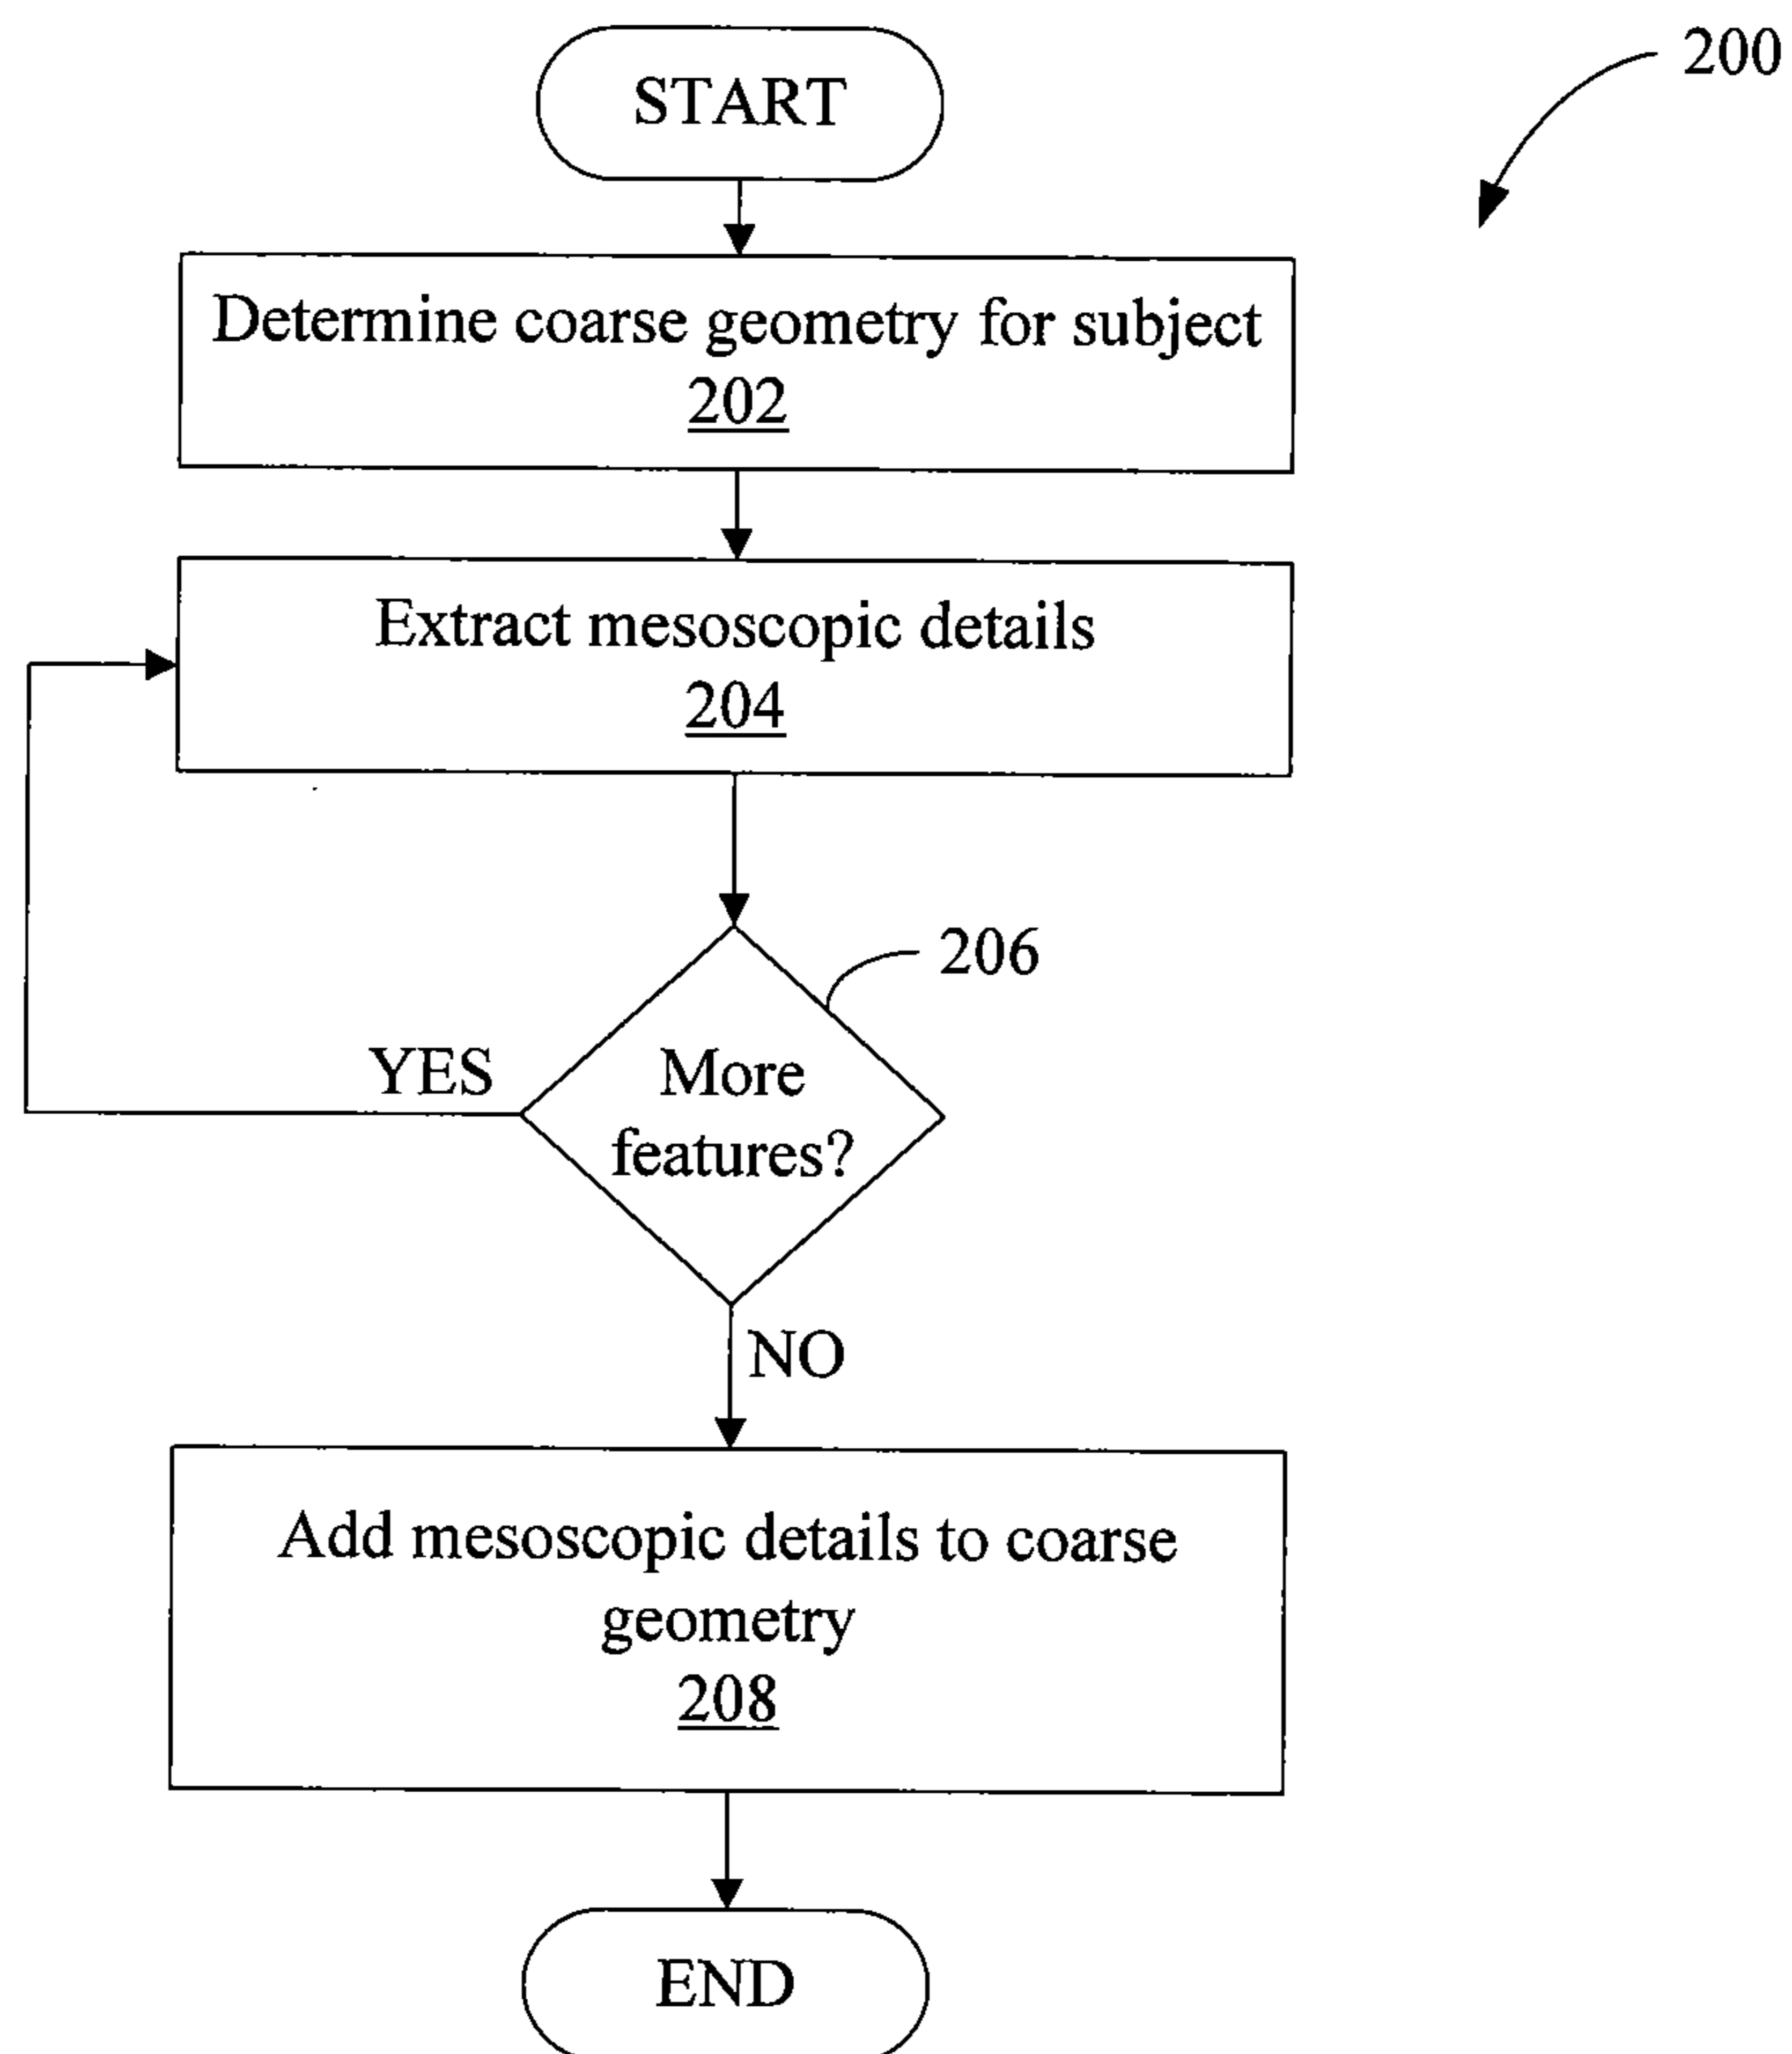 200
START
Determine coarse geometry for subject
202
Extract mesoscopic details
204
206
More
features?
YES
NO
Add mesoscopic details to coarse
geometry
208
END